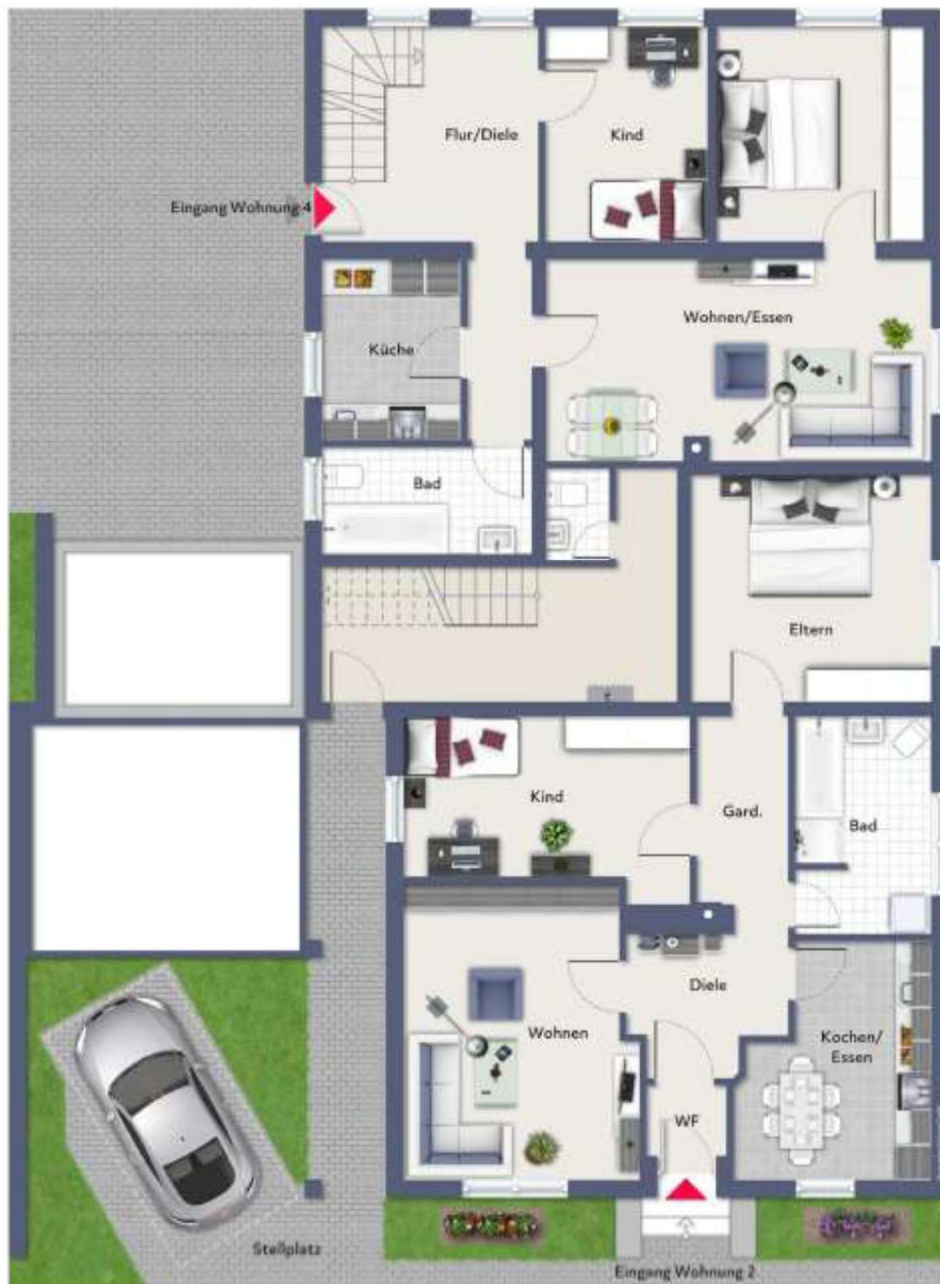 Flur/Diele
Kind
Eingang Wohnung 4
Wohnen/Essen
Küche
Bad
Eltern
Kind
Gard.
Bad
Diele
Wohnen
Kochen/
Essen
WF
Stellplatz
Eingang Wohnung 2